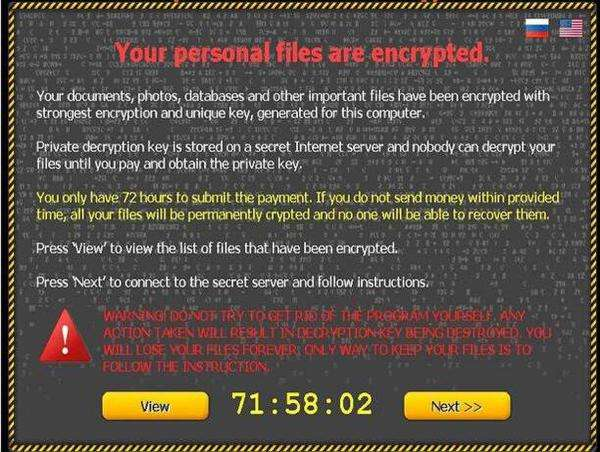 Your personal files are encrypted.
Your documents, photos, databases and other important files have been encrypted with
strongest encryption and unique key, generated for this computer.
Private decryption key is stored on a secret Internet server and nobody can decrypt your
files until you pay and obtain the private key.
You only have 72 hours to submit the payment. If you do not send money within provided
time, all your files will be permanently crypted and no one will be able to recover them.
Press 'View' to view the list of files that have been encrypted.
Press 'Next' to connect to the secret server and follow instructions.
WARNING! DO NOT TRY TO GET RID OF THE PROGRAM YOURSELF. ANY
ACTION TAKEN WILL RESULT IN DECRYPTION KEY BEING DESTROYED. YOU
WILL LOSE YOUR FILES FOREVER. ONLY WAY TO KEEP YOUR FILES IS TO
FOLLOW THE INSTRUCTION.
View
71:58:02
Next >>